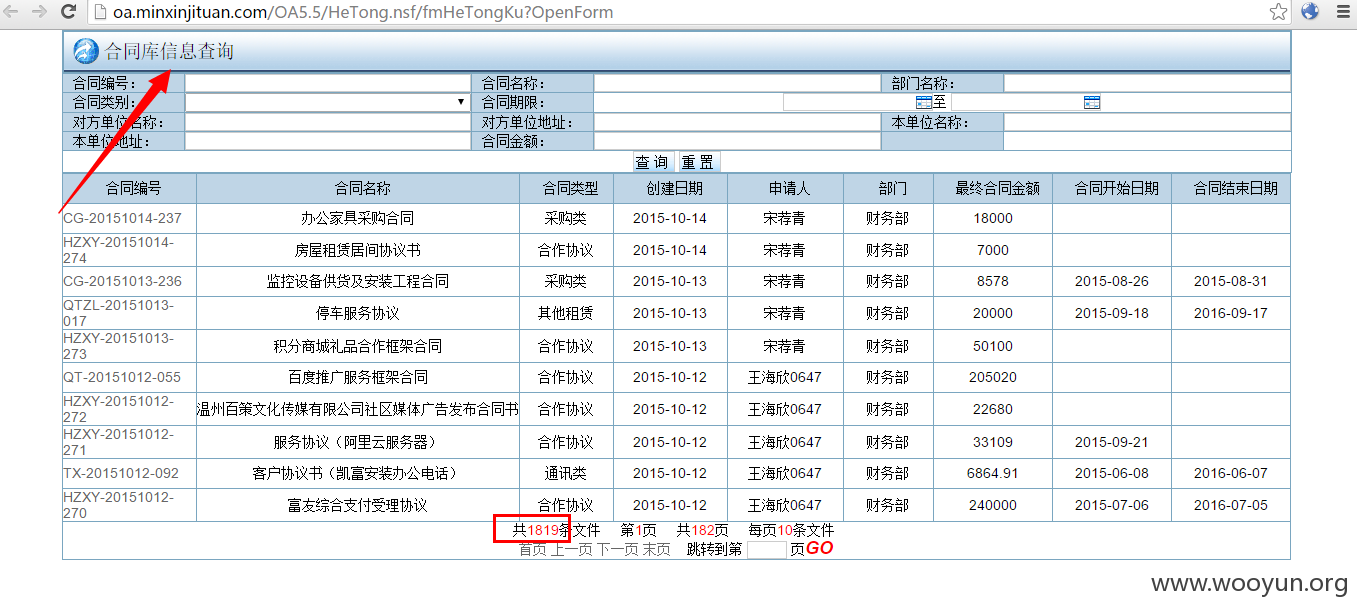 oa.minxinjituan.com/OA5.5/HeTong.nsf/fmHeTongKu?OpenForm
合同库信息查询
合同编号： 合同名称： 部门名称：
合同类别： 合同期限： 至
对方单位名称： 对方单位地址： 本单位名称：
本单位地址： 合同金额：
查 询 重 置
合同编号 合同名称 合同类型 创建日期 申请人 部门 最终合同金额 合同开始日期 合同结束日期
CG-20151014-237 办公家具采购合同 采购类 2015-10-14 宋荐青 财务部 18000
HZXY-20151014-
274 房屋租赁居间协议书 合作协议 2015-10-14 宋荐青 财务部 7000
CG-20151013-236 监控设备供货及安装工程合同 采购类 2015-10-13 宋荐青 财务部 8578 2015-08-26 2015-08-31
QTZL-20151013-
017 停车服务协议 其他租赁 2015-10-13 宋荐青 财务部 20000 2015-09-18 2016-09-17
HZXY-20151013-
273 积分商城礼品合作框架合同 合作协议 2015-10-13 宋荐青 财务部 50100
QT-20151012-055 百度推广服务框架合同 合作协议 2015-10-12 王海欣0647 财务部 205020
HZXY-20151012-
272 温州百策文化传媒有限公司社区媒体广告发布合同书 合作协议 2015-10-12 王海欣0647 财务部 22680
HZXY-20151012-
271 服务协议（阿里云服务器） 合作协议 2015-10-12 王海欣0647 财务部 33109 2015-09-21
TX-20151012-092 客户协议书（凯富安装办公电话） 通讯类 2015-10-12 王海欣0647 财务部 6864.91 2015-06-08 2016-06-07
HZXY-20151012-
270 富友综合支付受理协议 合作协议 2015-10-12 王海欣0647 财务部 240000 2015-07-06 2016-07-05
共1819条文件 第1页 共182页 每页10条文件
首页 上一页 下一页 末页 跳转到第 页GO
www.wooyun.org